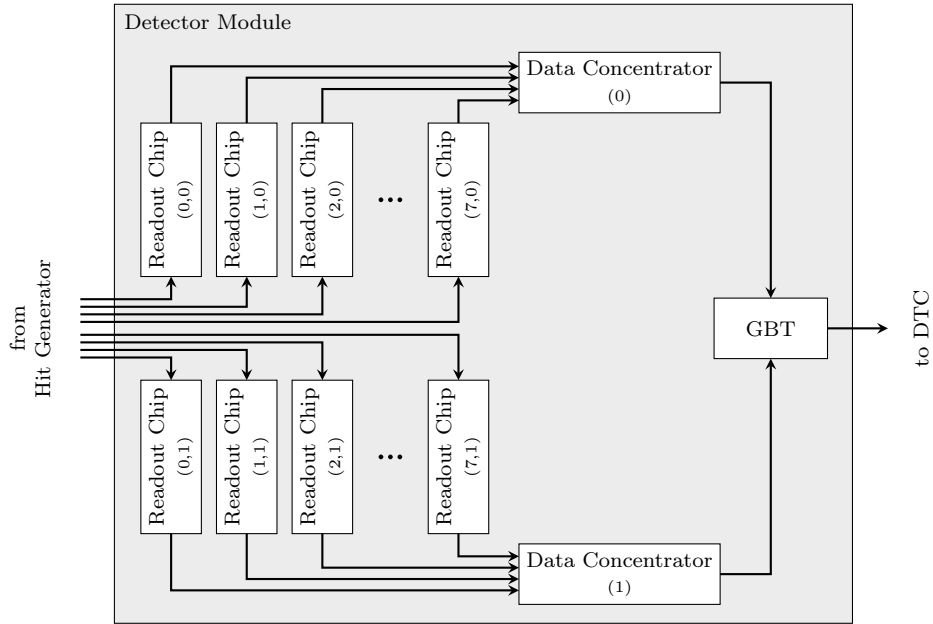 Detector Module
Data Concentrator
(0)
Readout Chip
(0,0)
Readout Chip
(1,0)
Readout Chip
(2,0)
...
Readout Chip
(7,0)
from
Hit Generator
GBT
to DTC
Readout Chip
(0,1)
Readout Chip
(1,1)
Readout Chip
(2,1)
...
Readout Chip
(7,1)
Data Concentrator
(1)